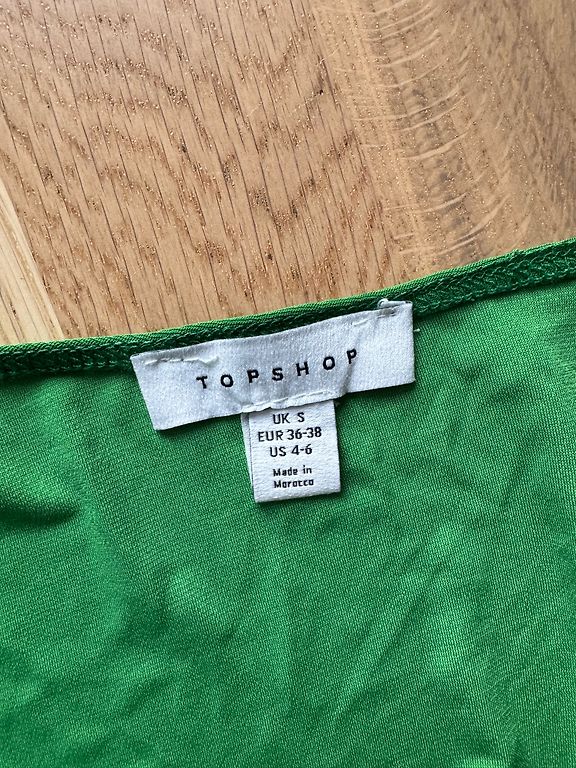 TOPSHOP
UK S
EUR 36-38
US 4-6
Made in
Morocco